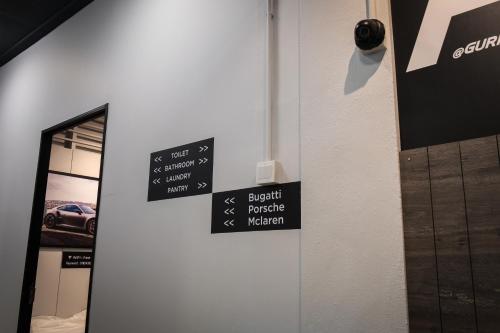 TOILET >>
<< BATHROOM >>
<< LAUNDRY
PANTRY >>
<< Bugatti
<< Porsche
<< Mclaren
@GURI